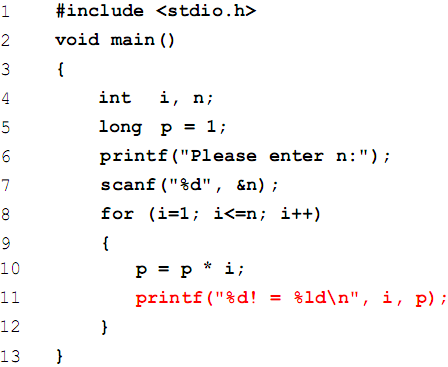 1 #include <stdio.h>
2 void main()
3 {
4 int i, n;
5 long p = 1;
6 printf("Please enter n:");
7 scanf("%d", &n);
8 for (i=1; i<=n; i++)
9 {
10 p = p * i;
11 printf("%d! = %ld\n", i, p);
12 }
13 }